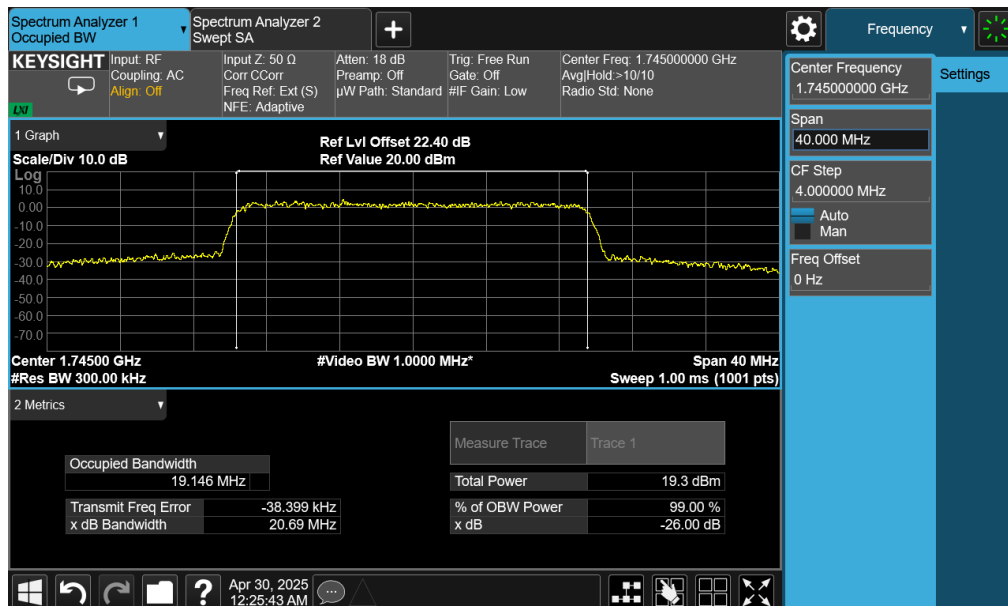 Spectrum Analyzer 1
Occupied BW
Spectrum Analyzer 2
Swept SA
Frequency
KEYSIGHT
LXI
Input: RF
Coupling: AC
Align: Off
Input Z: 50 Ω
Corr CCorr
Freq Ref: Ext (S)
NFE: Adaptive
Atten: 18 dB
Preamp: Off
µW Path: Standard
Trig: Free Run
Gate: Off
#IF Gain: Low
Center Freq: 1.745000000 GHz
Avg|Hold:>10/10
Radio Std: None
Center Frequency
1.745000000 GHz
Settings
Span
40.000 MHz
CF Step
4.000000 MHz
Auto
Man
Freq Offset
0 Hz
1 Graph
Scale/Div 10.0 dB
Ref Lvl Offset 22.40 dB
Ref Value 20.00 dBm
Log
10.0
0.00
-10.0
-20.0
-30.0
-40.0
-50.0
-60.0
-70.0
Center 1.74500 GHz
#Video BW 1.0000 MHz*
Span 40 MHz
#Res BW 300.00 kHz
Sweep 1.00 ms (1001 pts)
2 Metrics
Measure Trace
Trace 1
Occupied Bandwidth
19.146 MHz
Total Power
19.3 dBm
Transmit Freq Error
-38.399 kHz
% of OBW Power
99.00 %
x dB Bandwidth
20.69 MHz
x dB
-26.00 dB
?
Apr 30, 2025
12:25:43 AM